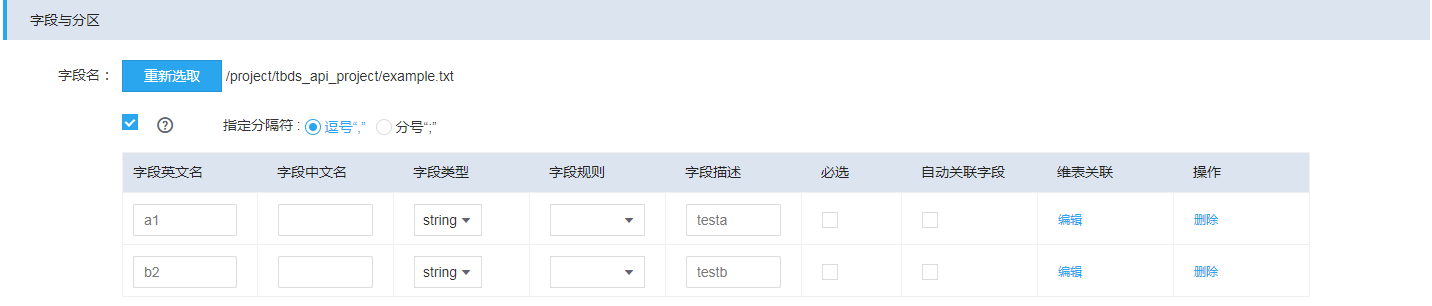 字段与分区
字段名： 重新选取 /project/tbds_api_project/example.txt
指定分隔符 : 逗号“,” 分号“;”
字段英文名 字段中文名 字段类型 字段规则 字段描述 必选 自动关联字段 维表关联 操作
a1 string testa 编辑 删除
b2 string testb 编辑 删除